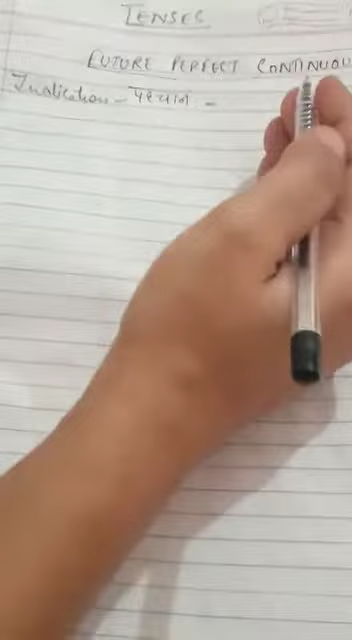 TENSES
FUTURE PERFECT CONTINUOU
Indication - पहचान -